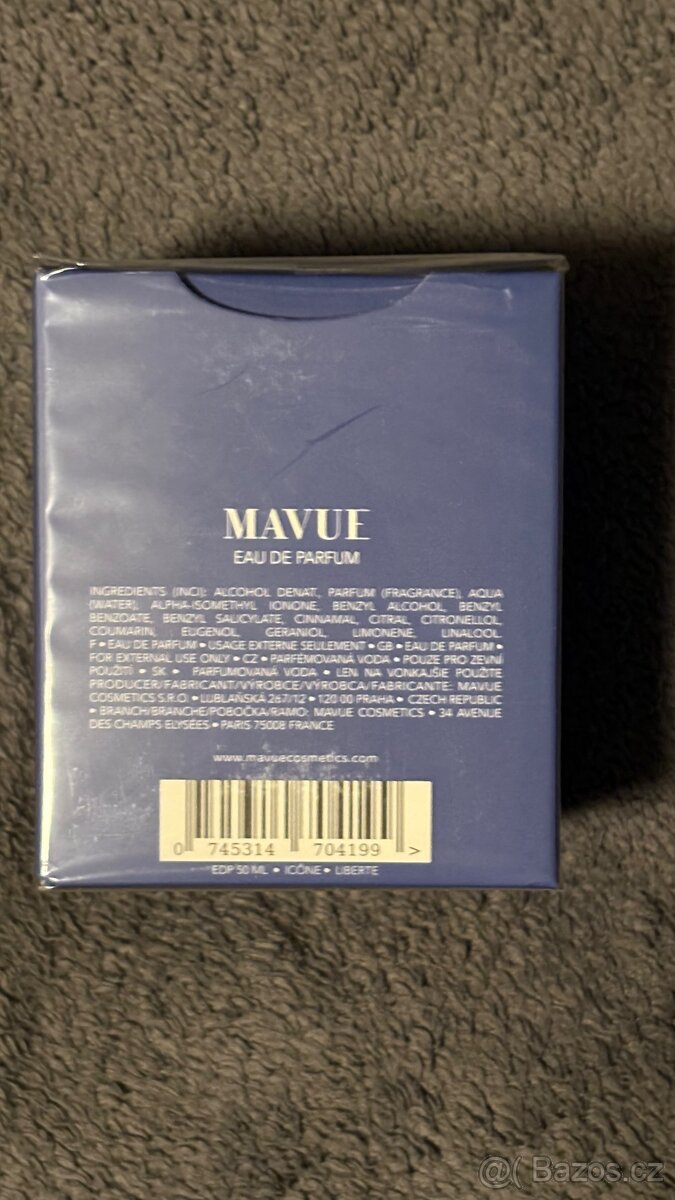 MAVUE
EAU DE PARFUM
INGREDIENTS (INCI): ALCOHOL DENAT., PARFUM (FRAGRANCE), AQUA
(WATER), ALPHA-ISOMETHYL IONONE, BENZYL ALCOHOL, BENZYL
BENZOATE, BENZYL SALICYLATE, CINNAMAL, CITRAL, CITRONELLOL,
COUMARIN, EUGENOL, GERANIOL, LIMONENE, LINALOOL.
F • EAU DE PARFUM • USAGE EXTERNE SEULEMENT • GB • EAU DE PARFUM •
FOR EXTERNAL USE ONLY • CZ • PARFÉMOVANÁ VODA • POUZE PRO ZEVNÍ
POUŽITÍ • SK • PARFUMOVANÁ VODA • LEN NA VONKAJŠIE POUŽITE
PRODUCER/FABRICANT/VÝROBCE/VÝROBCA/FABRICANTE: MAVUE
COSMETICS S.R.O • LUBLAŇSKÁ 267/12 • 120 00 PRAHA • CZECH REPUBLIC
• BRANCH/BRANCHE/POBOČKA/RAMO: MAVUE COSMETICS • 34 AVENUE
DES CHAMPS ELYSÉES • PARIS 75008 FRANCE
www.mavuecosmetics.com
0 745314 704199 >
EDP 50 ML • ICÔNE • LIBERTE
@( Bazos.cz